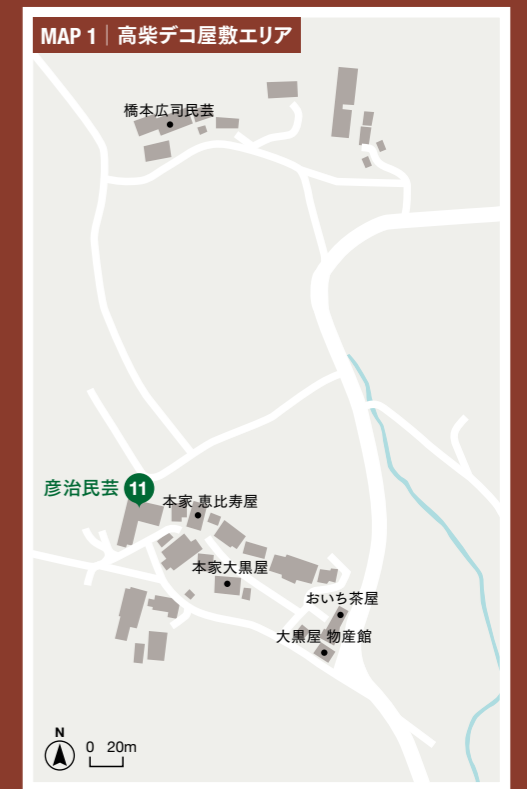 MAP 1｜高柴デコ屋敷エリア
橋本広司民芸
彦治民芸 11
本家 恵比寿屋
本家大黒屋
おいち茶屋
大黒屋 物産館
N
0 20m